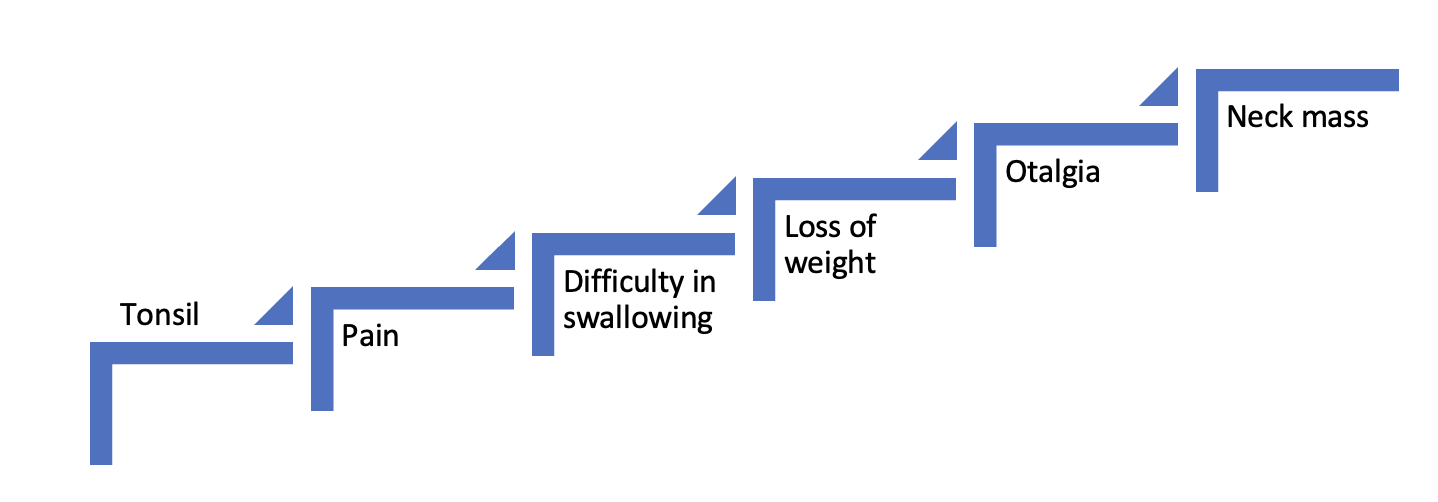 Tonsil
Pain
Difficulty in
swallowing
Loss of
weight
Otalgia
Neck mass